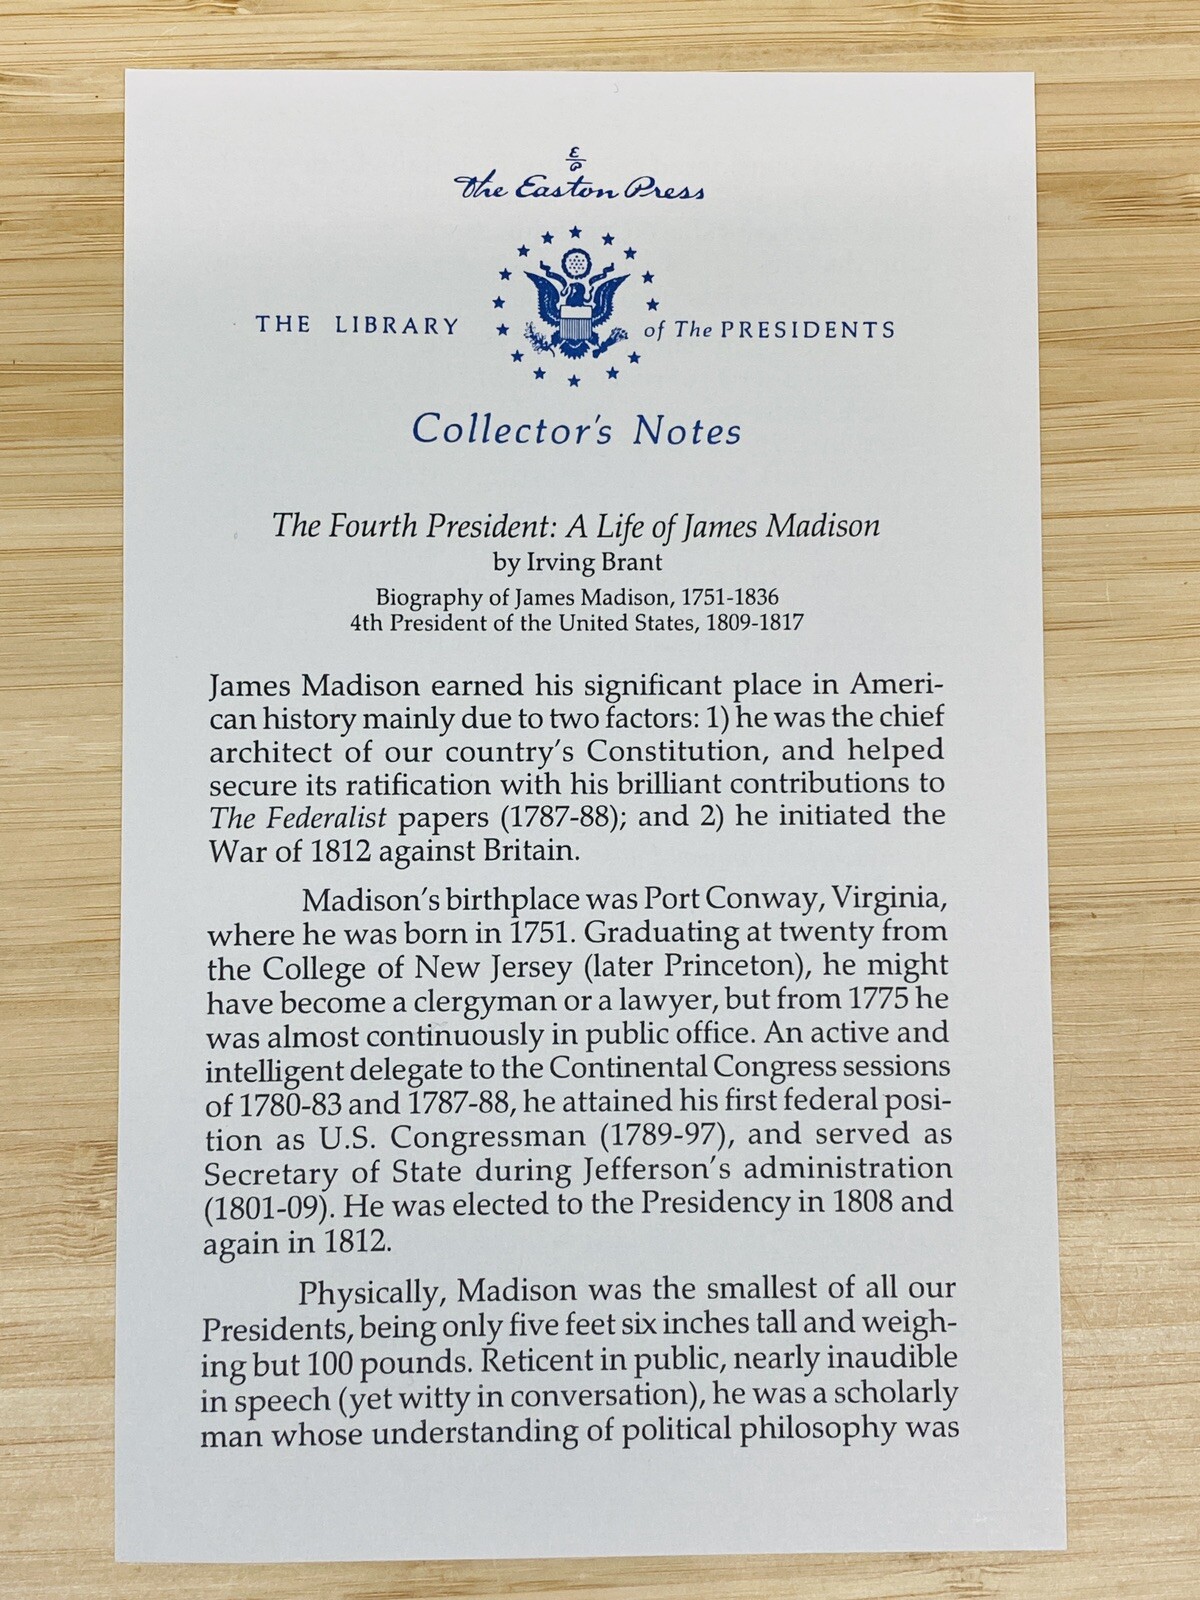 E
P
The Easton Press
THE LIBRARY of The PRESIDENTS
Collector's Notes
The Fourth President: A Life of James Madison
by Irving Brant
Biography of James Madison, 1751-1836
4th President of the United States, 1809-1817
James Madison earned his significant place in Ameri-
can history mainly due to two factors: 1) he was the chief
architect of our country's Constitution, and helped
secure its ratification with his brilliant contributions to
The Federalist papers (1787-88); and 2) he initiated the
War of 1812 against Britain.
Madison's birthplace was Port Conway, Virginia,
where he was born in 1751. Graduating at twenty from
the College of New Jersey (later Princeton), he might
have become a clergyman or a lawyer, but from 1775 he
was almost continuously in public office. An active and
intelligent delegate to the Continental Congress sessions
of 1780-83 and 1787-88, he attained his first federal posi-
tion as U.S. Congressman (1789-97), and served as
Secretary of State during Jefferson's administration
(1801-09). He was elected to the Presidency in 1808 and
again in 1812.
Physically, Madison was the smallest of all our
Presidents, being only five feet six inches tall and weigh-
ing but 100 pounds. Reticent in public, nearly inaudible
in speech (yet witty in conversation), he was a scholarly
man whose understanding of political philosophy was